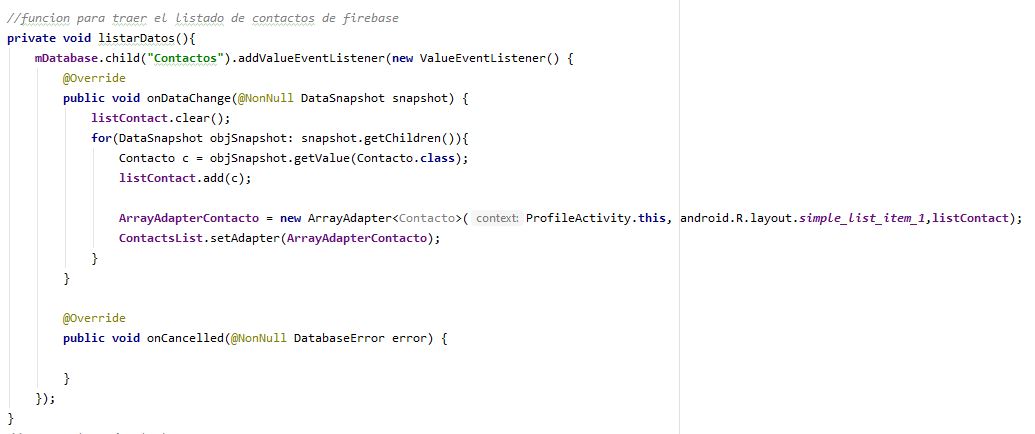 //funcion para traer el listado de contactos de firebase
private void listarDatos(){
mDatabase.child("Contactos").addValueEventListener(new ValueEventListener() {
@Override
public void onDataChange(@NonNull DataSnapshot snapshot) {
listContact.clear();
for(DataSnapshot objSnapshot: snapshot.getChildren()){
Contacto c = objSnapshot.getValue(Contacto.class);
listContact.add(c);
ArrayAdapterContacto = new ArrayAdapter<Contacto>( context: ProfileActivity.this, android.R.layout.simple_list_item_1,listContact);
ContactsList.setAdapter(ArrayAdapterContacto);
}
}
@Override
public void onCancelled(@NonNull DatabaseError error) {
}
});
}